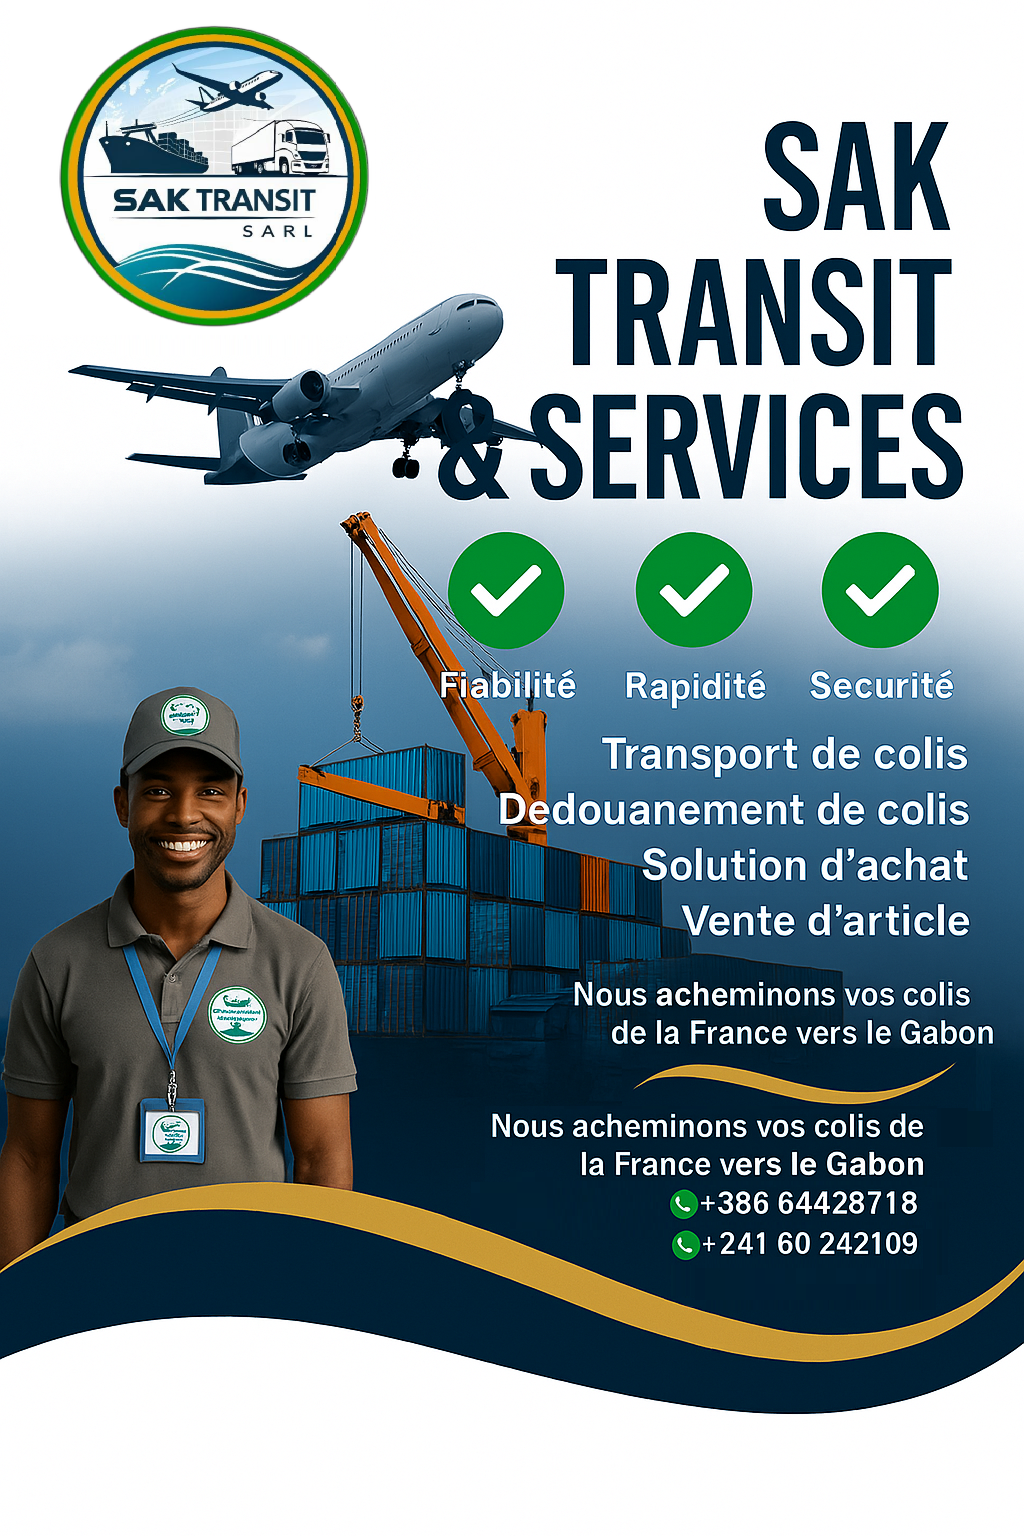 SAK TRANSIT
SARL
SAK
TRANSIT
& SERVICES
Fiabilité
Rapidité
Securité
Transport de colis
Dedouanement de colis
Solution d’achat
Vente d’article
Nous acheminons vos colis
de la France vers le Gabon
Nous acheminons vos colis de
la France vers le Gabon
+386 64428718
+241 60 242109